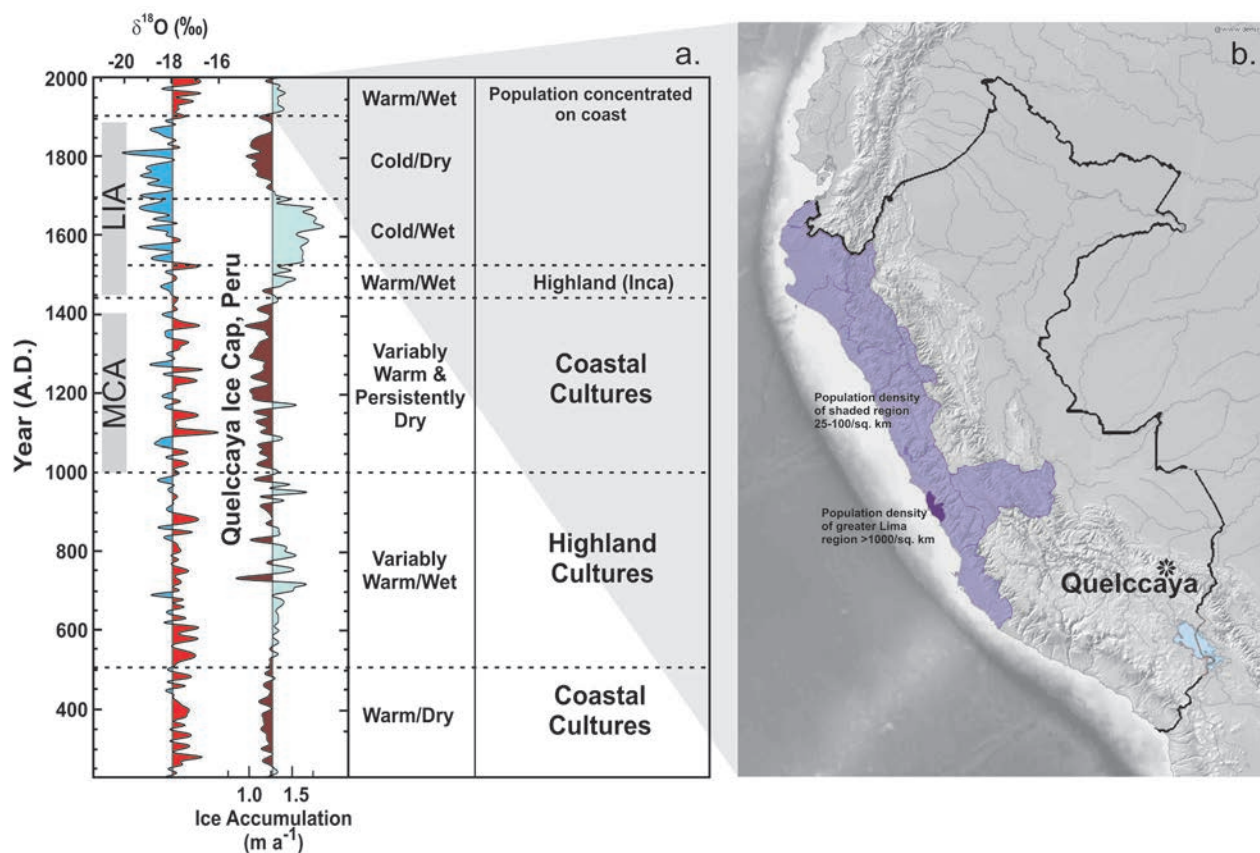 δ¹⁸O (‰)
-20 -18 -16
a.
b.
2000
1800
1600
1400
1200
1000
800
600
400
Year (A.D.)
LIA
MCA
Quelccaya Ice Cap, Peru
1.0 1.5
Ice Accumulation
(m a⁻¹)
Warm/Wet
Cold/Dry
Cold/Wet
Warm/Wet
Variably
Warm &
Persistently
Dry
Variably
Warm/Wet
Warm/Dry
Population concentrated
on coast
Highland (Inca)
Coastal
Cultures
Highland
Cultures
Coastal
Cultures
Population density
of shaded region
25-100/sq. km
Population density
of greater Lima
region >1000/sq. km
Quelccaya